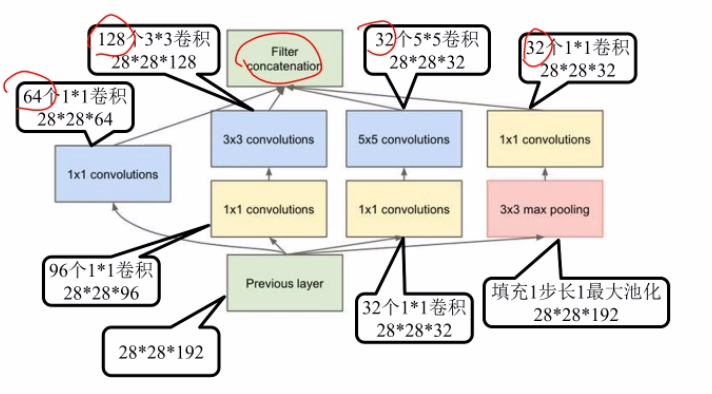 128个3*3卷积
28*28*128
Filter
concatenation
32个5*5卷积
28*28*32
32个1*1卷积
28*28*32
64个1*1卷积
28*28*64
3x3 convolutions
5x5 convolutions
1x1 convolutions
1x1 convolutions
1x1 convolutions
1x1 convolutions
3x3 max pooling
96个1*1卷积
28*28*96
Previous layer
32个1*1卷积
28*28*32
填充1步长1最大池化
28*28*192
28*28*192